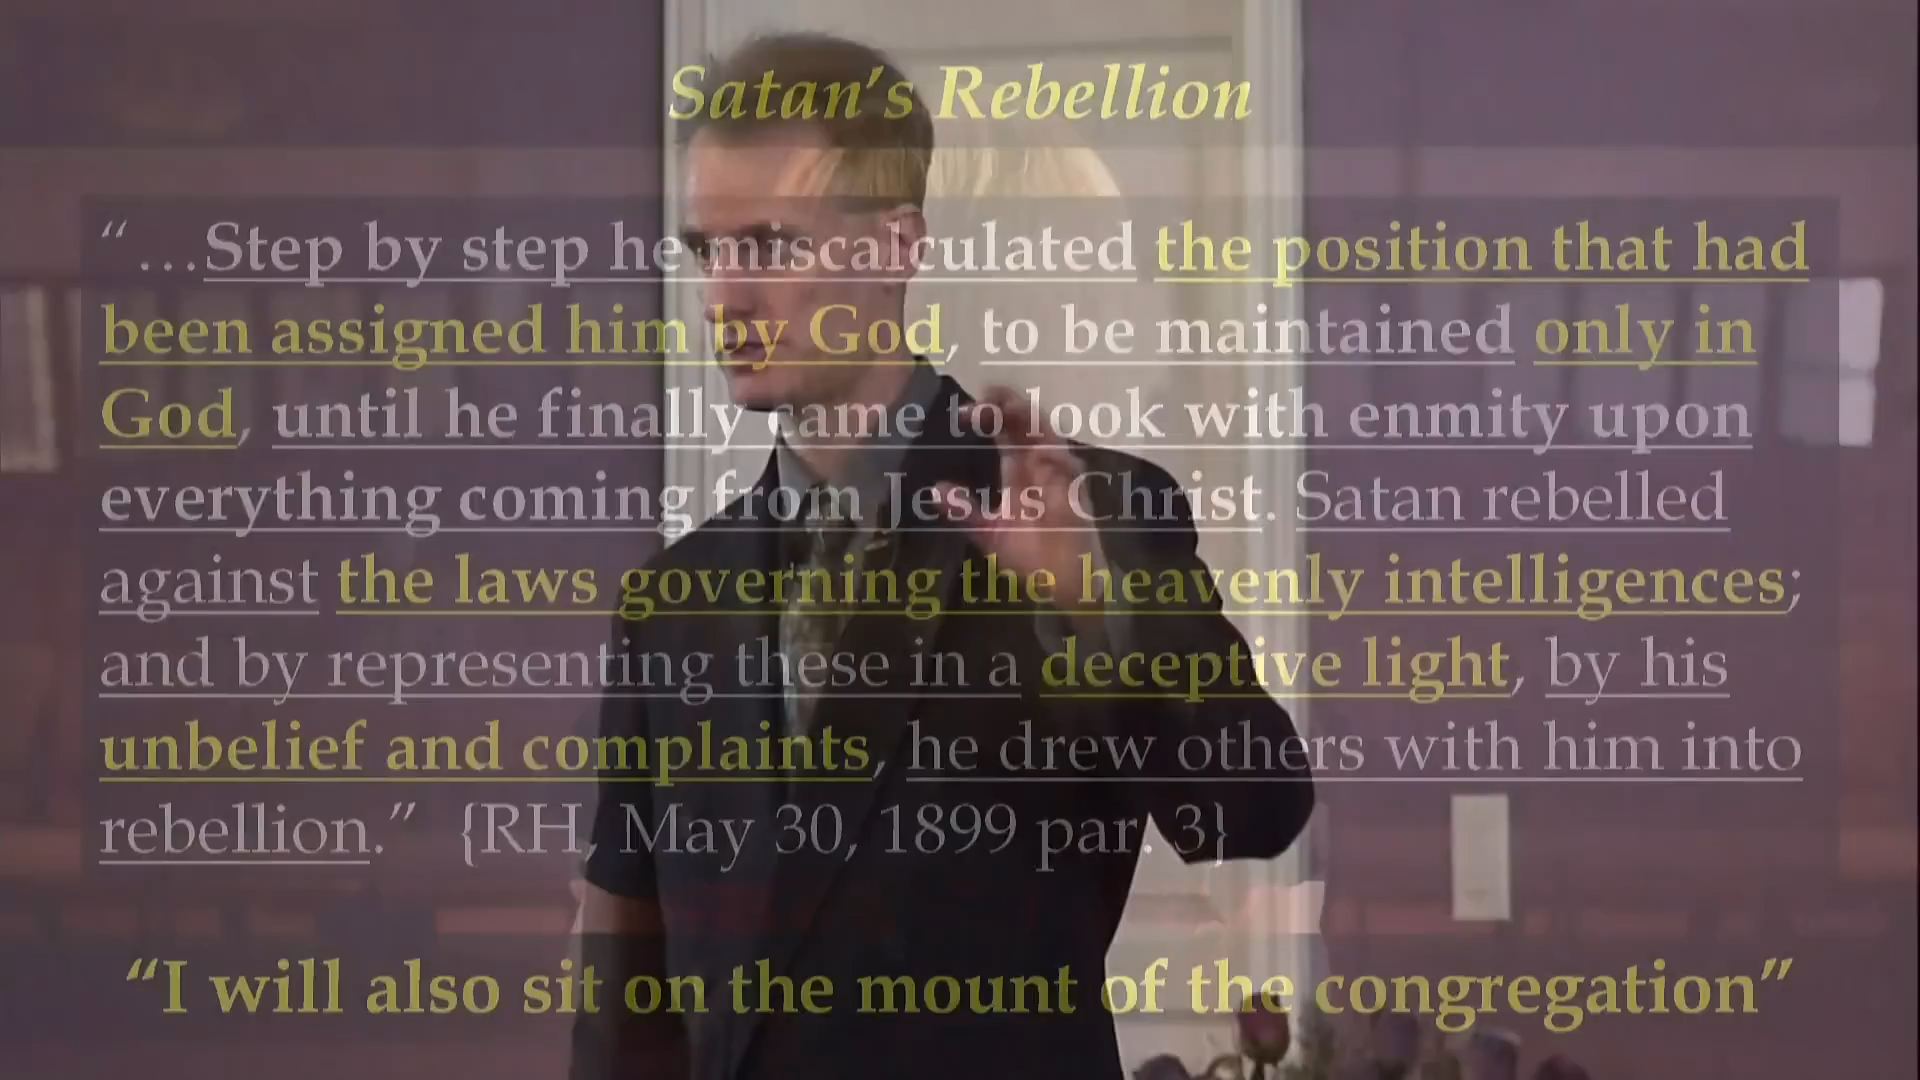 Satan's Rebellion
“…Step by step he miscalculated the position that had
been assigned him by God, to be maintained only in
God, until he finally came to look with enmity upon
everything coming from Jesus Christ. Satan rebelled
against the laws governing the heavenly intelligences;
and by representing these in a deceptive light, by his
unbelief and complaints, he drew others with him into
rebellion.” {RH, May 30, 1899 par. 3}
“I will also sit on the mount of the congregation”